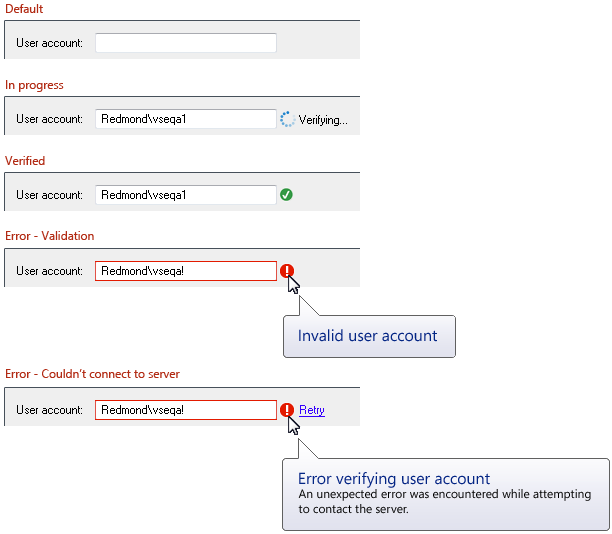 Default
User account:
In progress
User account: Redmond\vseqa1 Verifying...
Verified
User account: Redmond\vseqa1
Error - Validation
User account: Redmond\vseqa!
Invalid user account
Error - Couldn't connect to server
User account: Redmond\vseqa! Retry
Error verifying user account
An unexpected error was encountered while attempting
to contact the server.